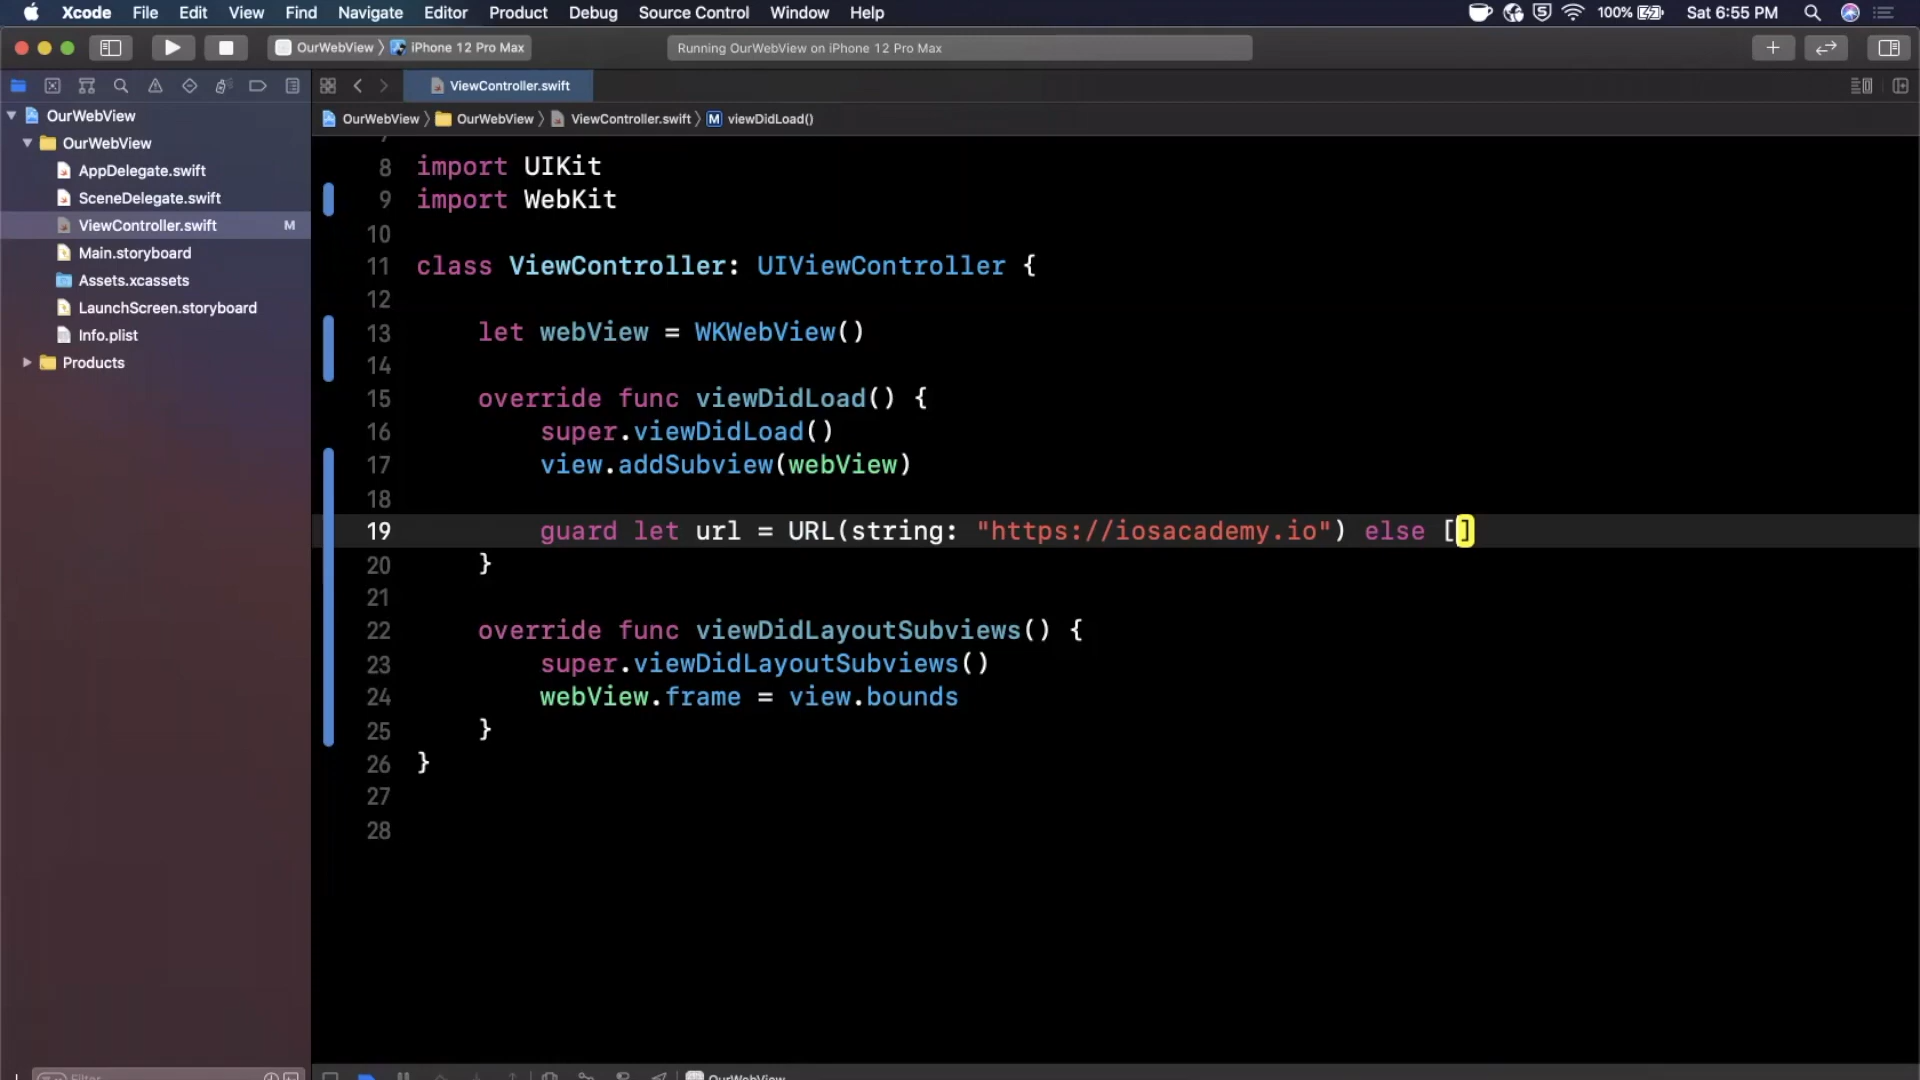 Xcode File Edit View Find Navigate Editor Product Debug Source Control Window Help 100% Sat 6:55 PM
OurWebView 〉 iPhone 12 Pro Max
Running OurWebView on iPhone 12 Pro Max
ViewController.swift
OurWebView 〉 OurWebView 〉 ViewController.swift 〉 M viewDidLoad()
OurWebView
OurWebView
AppDelegate.swift
SceneDelegate.swift
ViewController.swift M
Main.storyboard
Assets.xcassets
LaunchScreen.storyboard
Info.plist
Products
8 import UIKit
9 import WebKit
10
11 class ViewController: UIViewController {
12
13 let webView = WKWebView()
14
15 override func viewDidLoad() {
16 super.viewDidLoad()
17 view.addSubview(webView)
18
19 guard let url = URL(string: "https://iosacademy.io") else []
20 }
21
22 override func viewDidLayoutSubviews() {
23 super.viewDidLayoutSubviews()
24 webView.frame = view.bounds
25 }
26 }
27
28
Filter
OurWebView